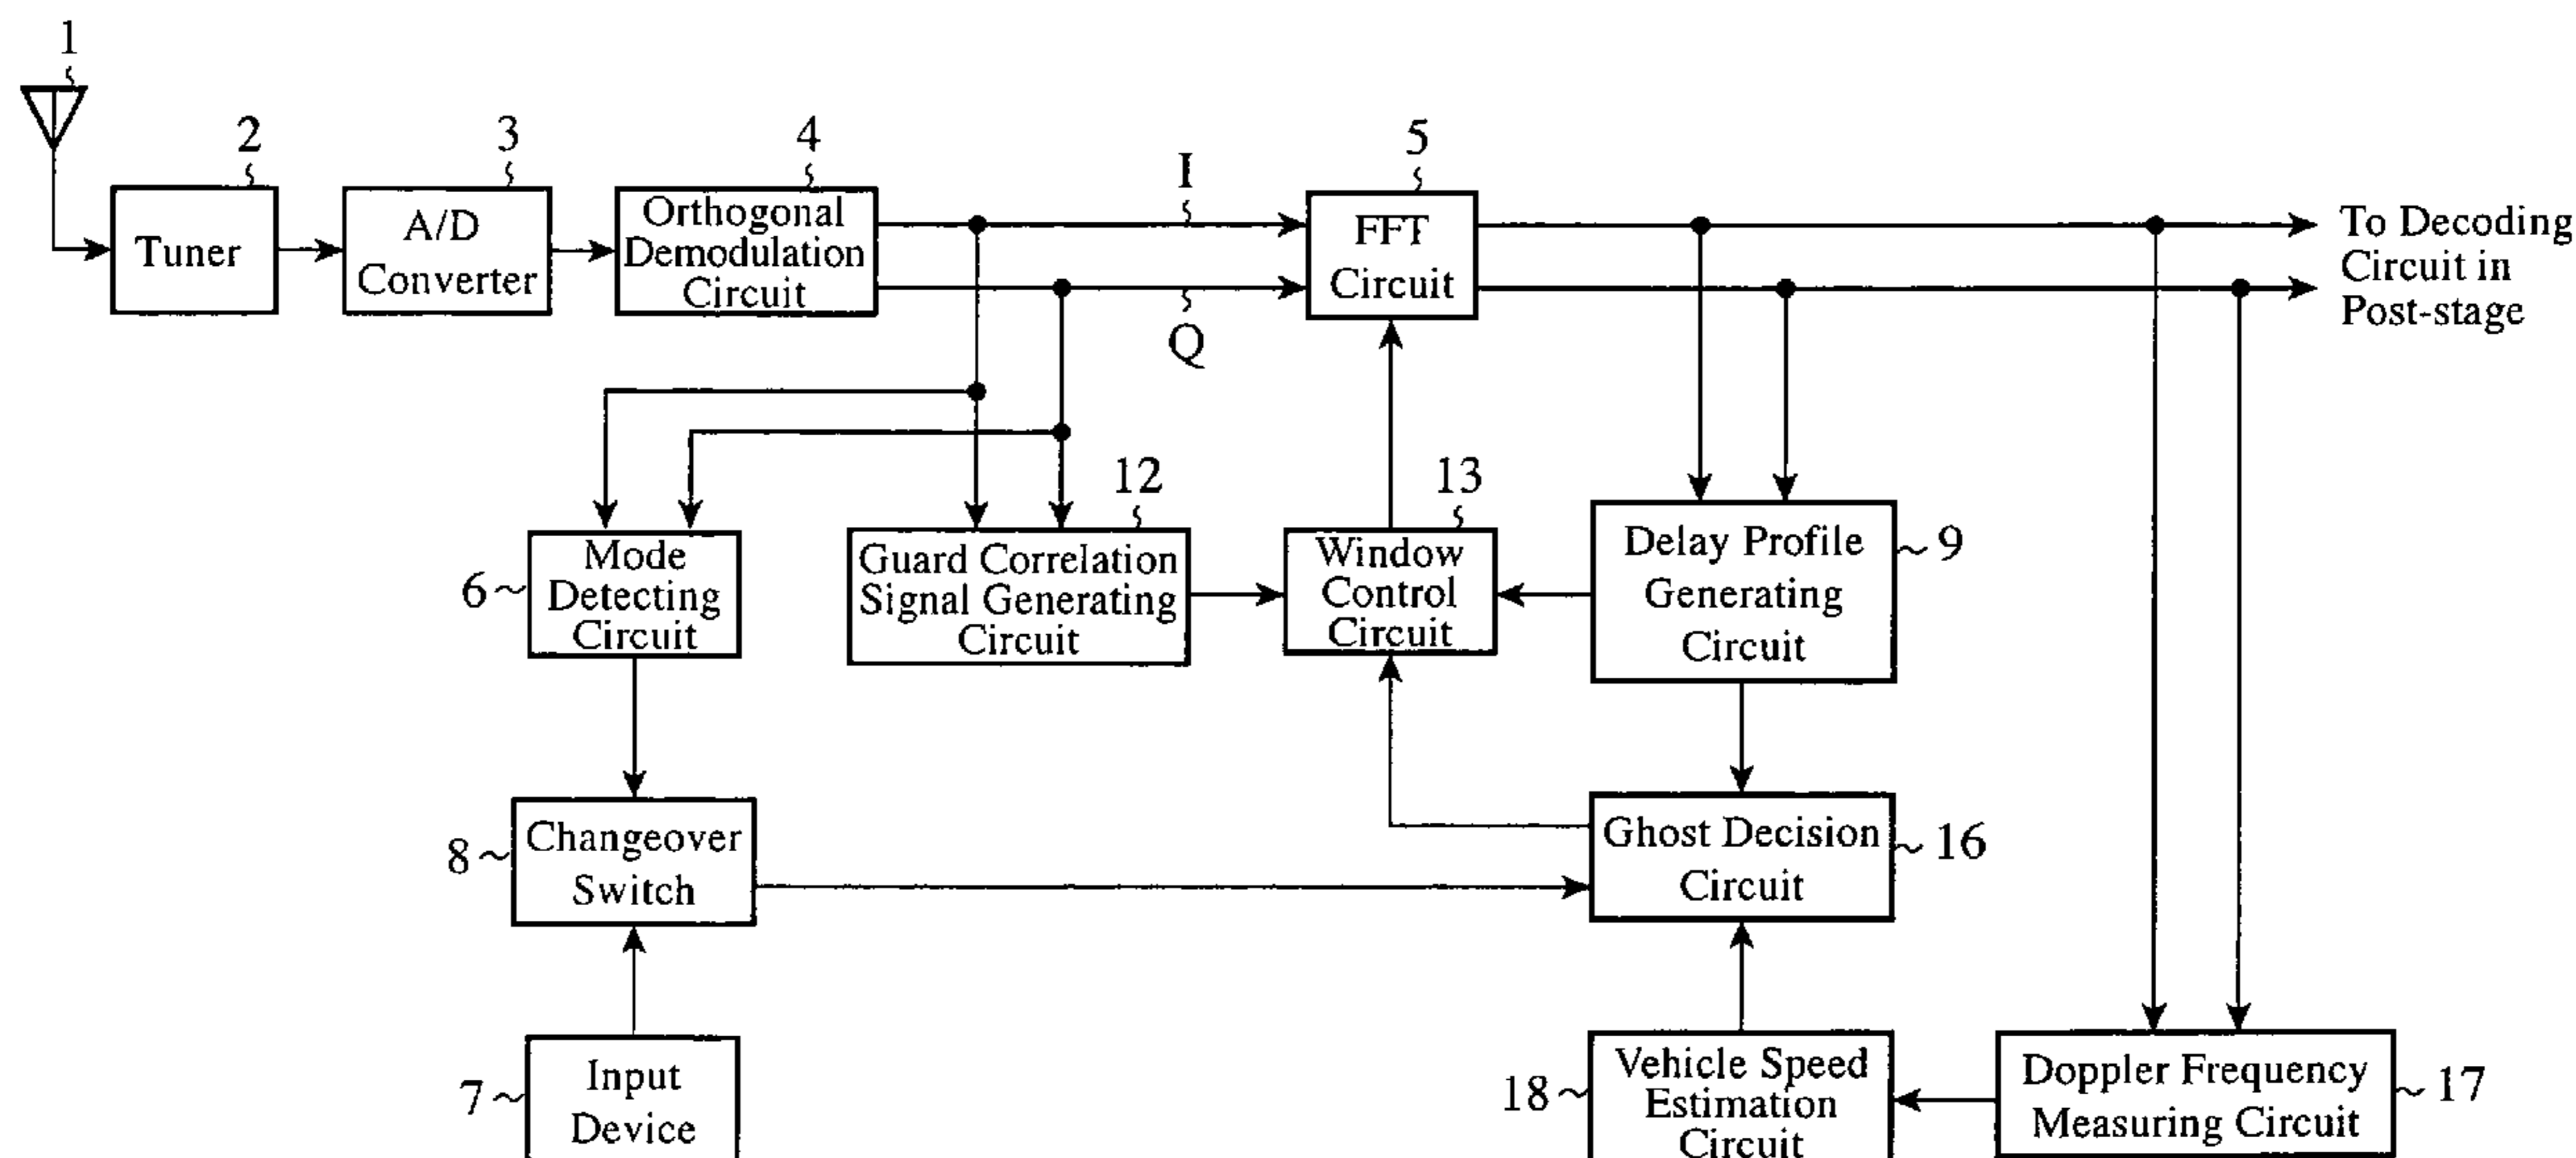 1
2
3
4
I
5
Tuner
A/D
Converter
Orthogonal
Demodulation
Circuit
FFT
Circuit
To Decoding
Circuit in
Post-stage
Q
12
13
6
Mode
Detecting
Circuit
Guard Correlation
Signal Generating
Circuit
Window
Control
Circuit
Delay Profile
Generating
Circuit
9
8
Changeover
Switch
Ghost Decision
Circuit
16
7
Input
Device
18
Vehicle Speed
Estimation
Circuit
Doppler Frequency
Measuring Circuit
17